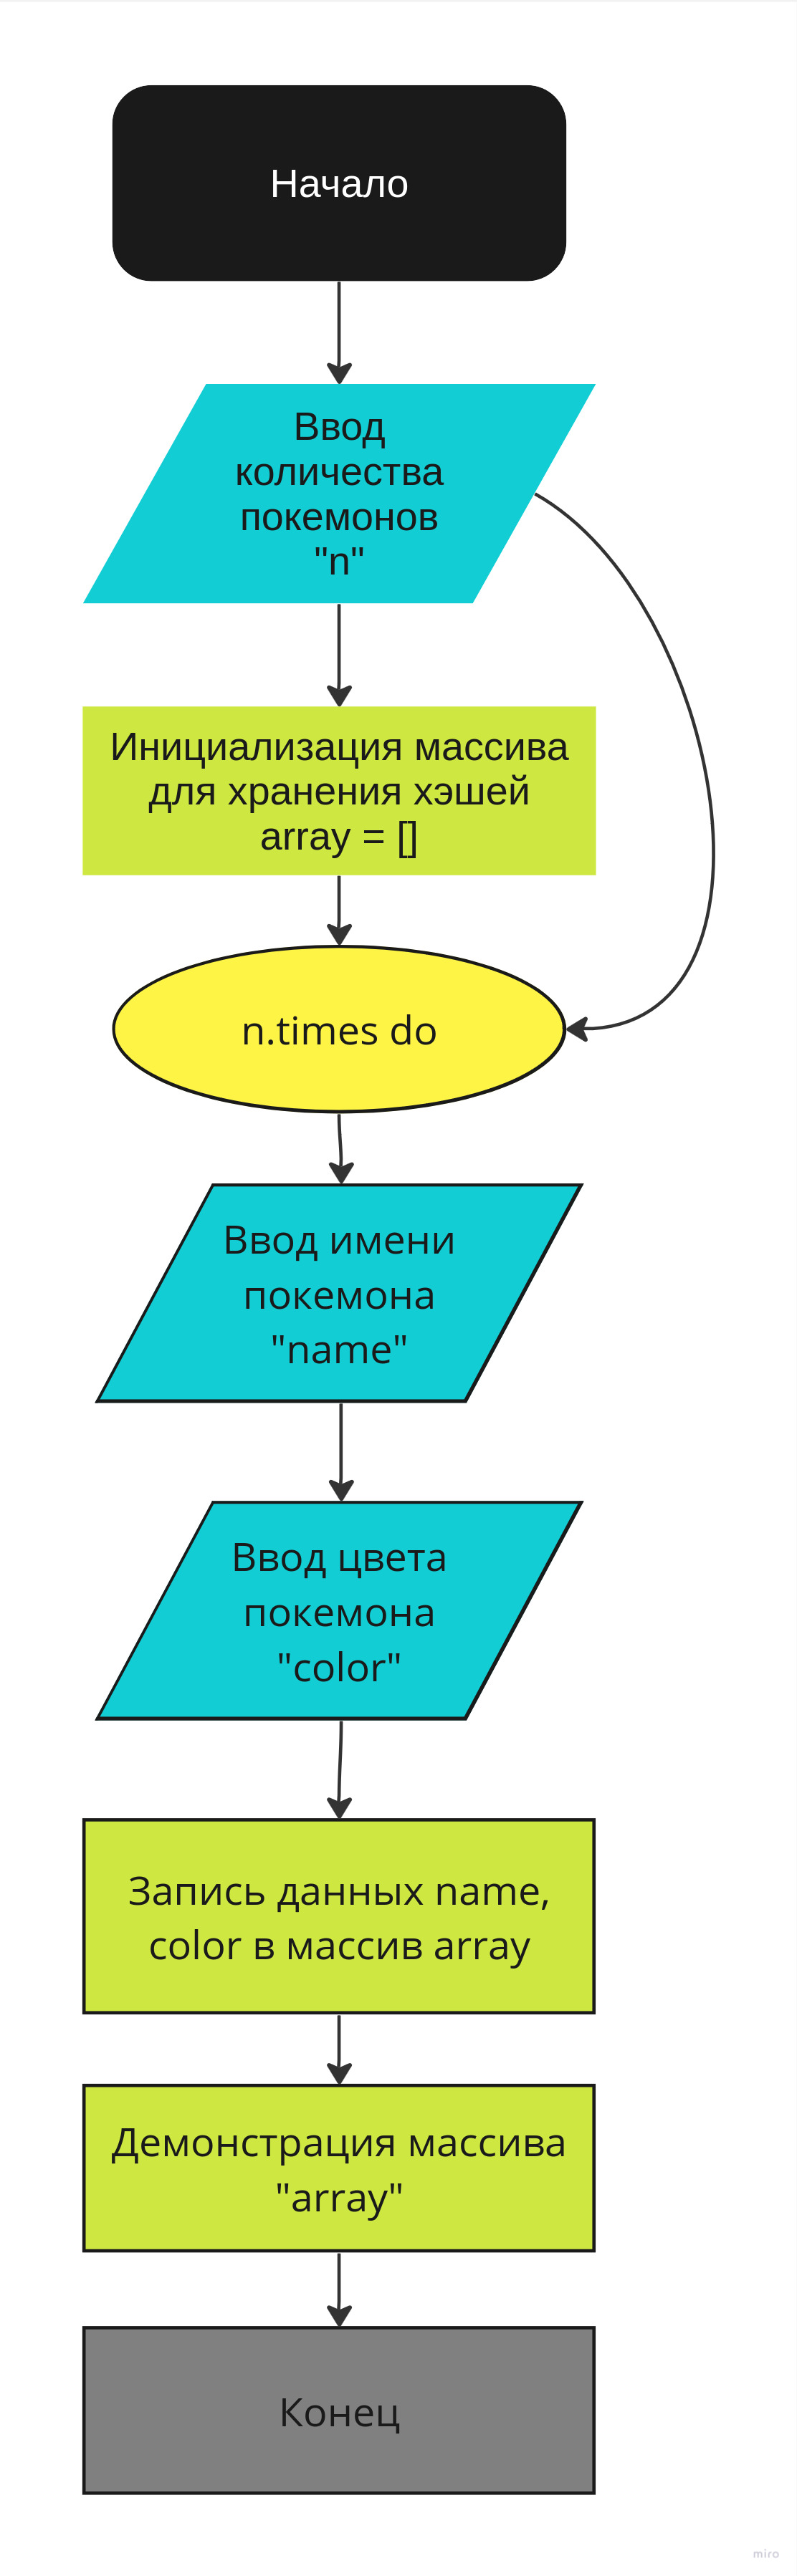 Начало
Ввод
количества
покемонов
"n"
Инициализация массива
для хранения хэшей
array = []
n.times do
Ввод имени
покемона
"name"
Ввод цвета
покемона
"color"
Запись данных name,
color в массив array
Демонстрация массива
"array"
Конец
miro